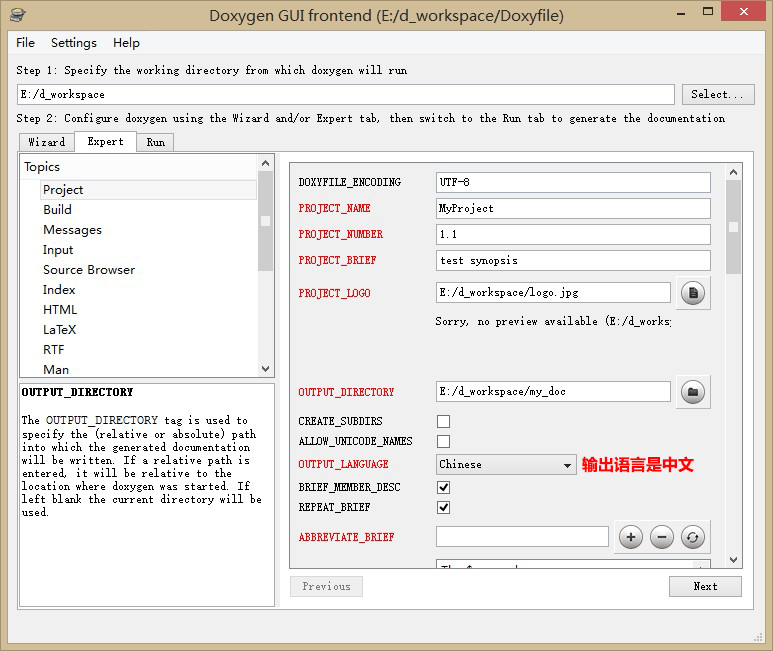 Doxygen GUI frontend (E:/d_workspace/Doxyfile)
File Settings Help
Step 1: Specify the working directory from which doxygen will run
E:/d_workspace
Select...
Step 2: Configure doxygen using the Wizard and/or Expert tab, then switch to the Run tab to generate the documentation
Wizard Expert Run
Topics
Project
Build
Messages
Input
Source Browser
Index
HTML
LaTeX
RTF
Man
OUTPUT_DIRECTORY
The OUTPUT_DIRECTORY tag is used to
specify the (relative or absolute) path
into which the generated documentation
will be written. If a relative path is
entered, it will be relative to the
location where doxygen was started. If
left blank the current directory will be
used.
DOXYFILE_ENCODING UTF-8
PROJECT_NAME MyProject
PROJECT_NUMBER 1.1
PROJECT_BRIEF test synopsis
PROJECT_LOGO E:/d_workspace/logo.jpg
Sorry, no preview available (E:/d_works
OUTPUT_DIRECTORY E:/d_workspace/my_doc
CREATE_SUBDIRS
ALLOW_UNICODE_NAMES
OUTPUT_LANGUAGE Chinese 输出语言是中文
BRIEF_MEMBER_DESC
REPEAT_BRIEF
ABBREVIATE_BRIEF
Previous
Next